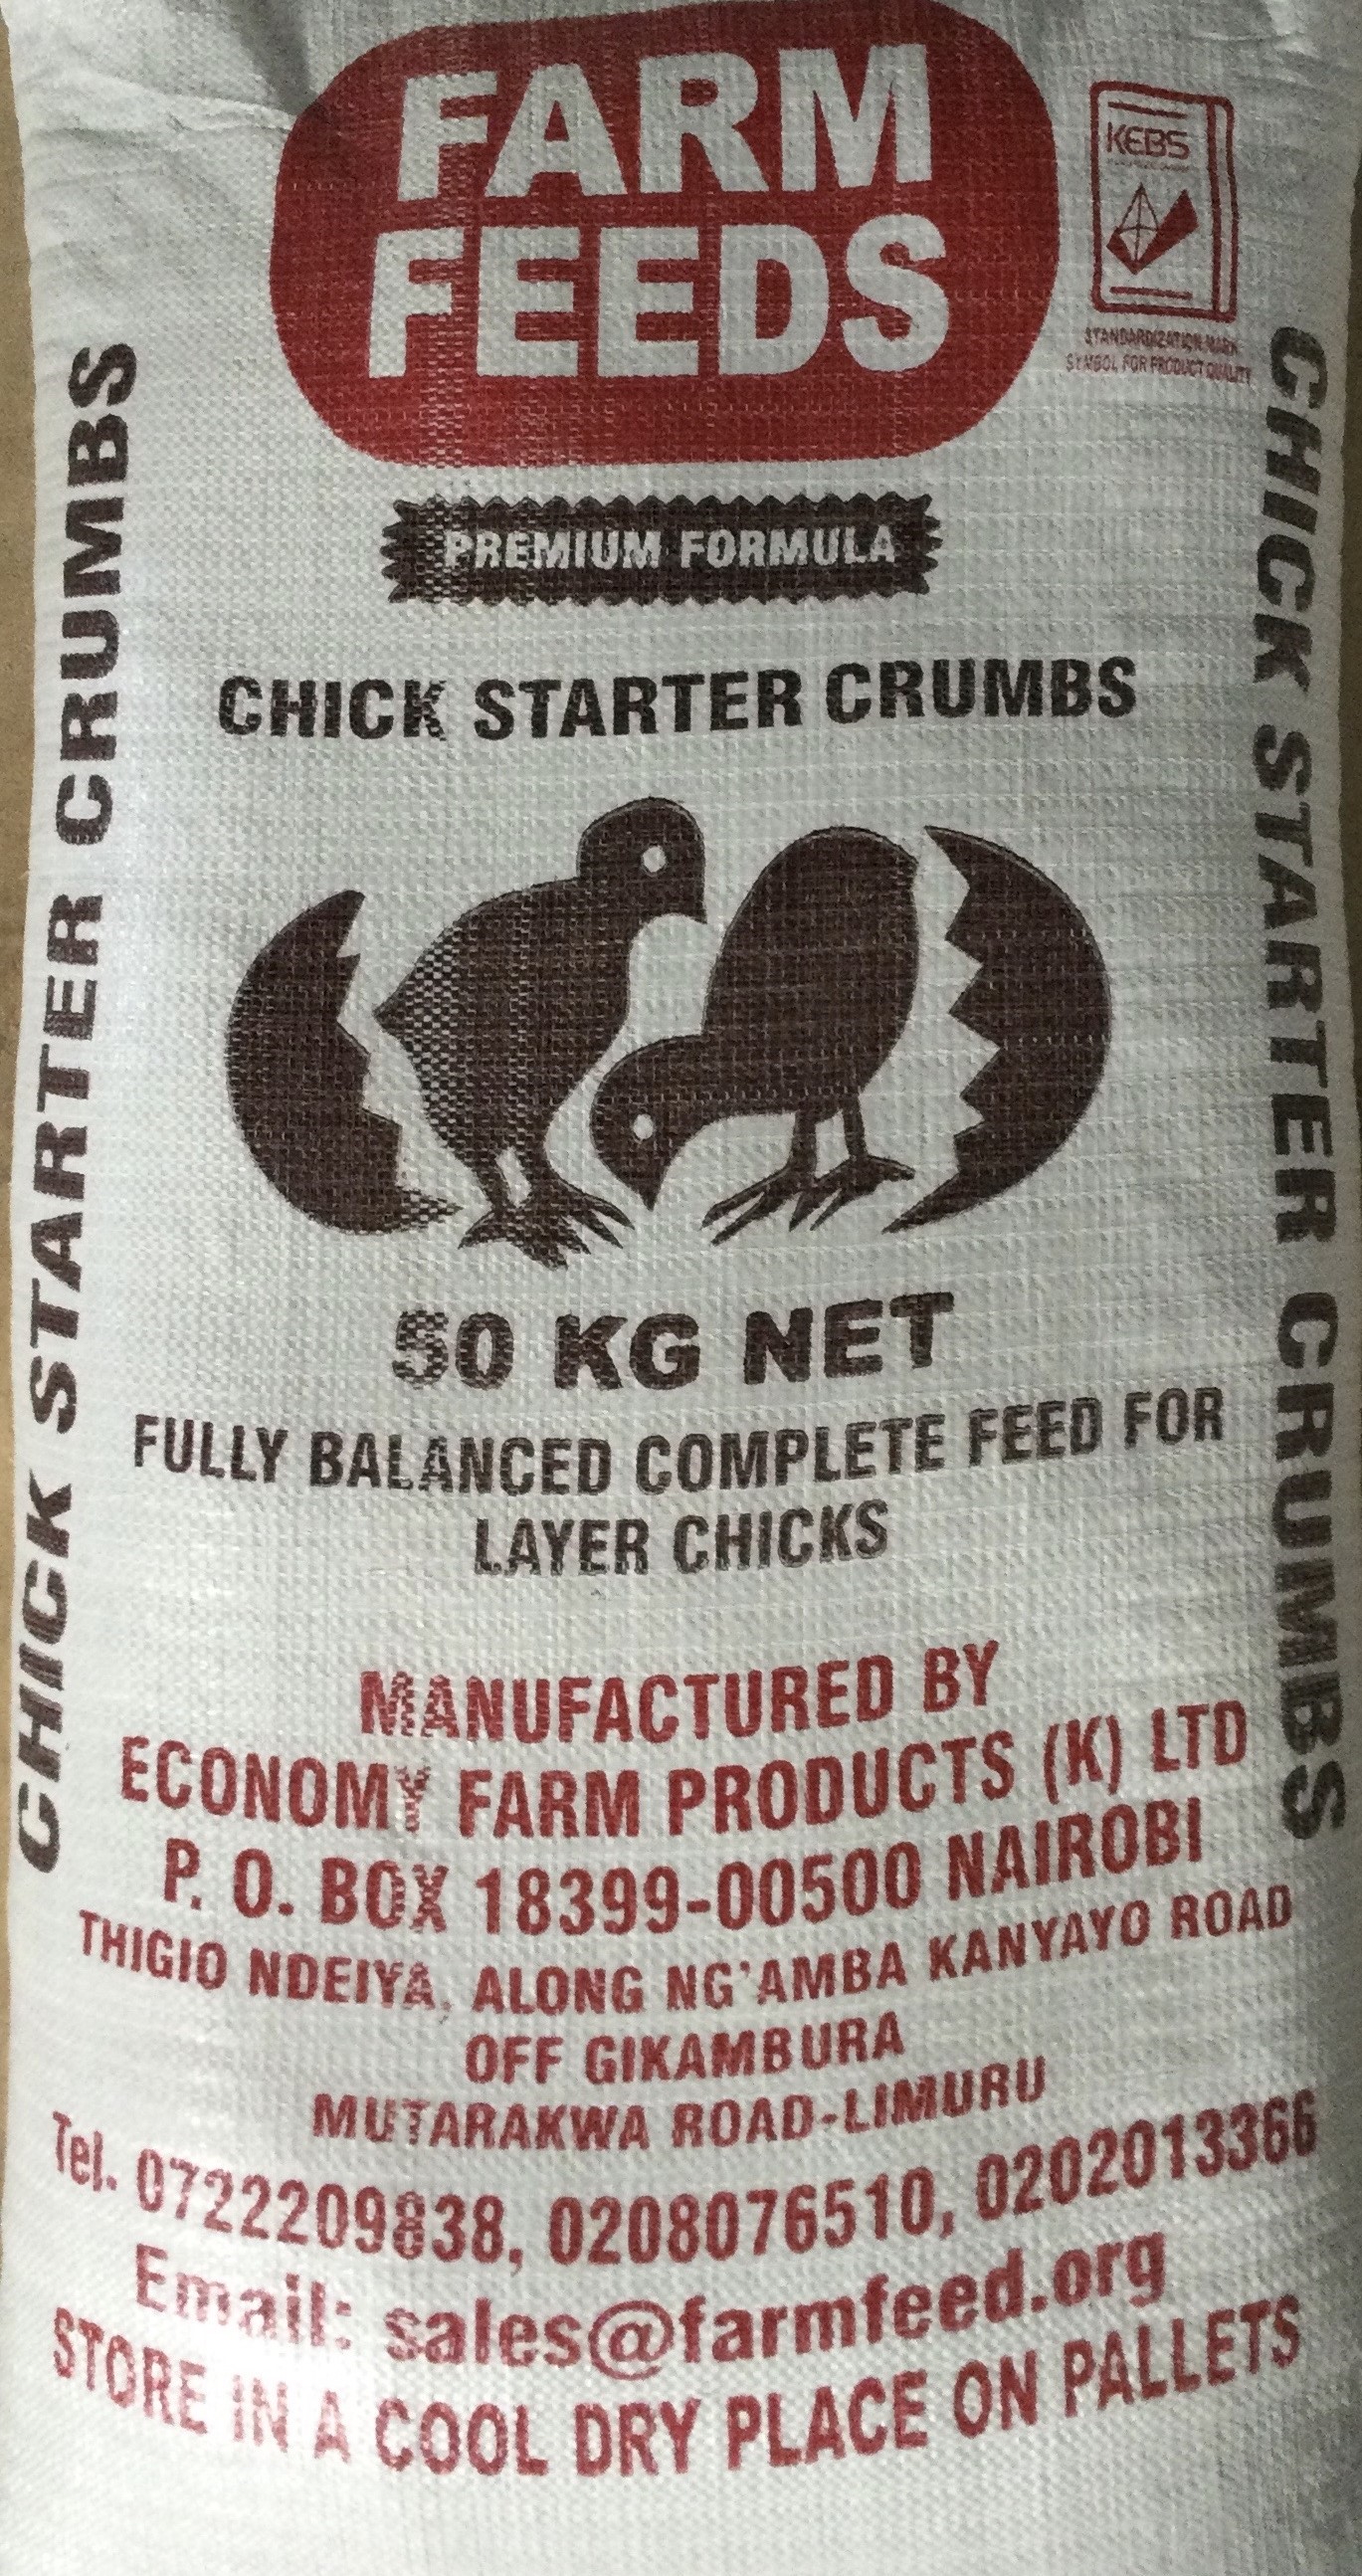 FARM
FEEDS
KEBS
STANDARDIZATION MARK
SYMBOL FOR PRODUCT QUALITY
PREMIUM FORMULA
CHICK STARTER CRUMBS
CHICK STARTER CRUMBS
CHICK STARTER CRUMBS
50 KG NET
FULLY BALANCED COMPLETE FEED FOR
LAYER CHICKS
MANUFACTURED BY
ECONOMY FARM PRODUCTS (K) LTD
P. O. BOX 18399-00500 NAIROBI
THIGIO NDEIYA, ALONG NG'AMBA KANYAYO ROAD
OFF GIKAMBURA
MUTARAKWA ROAD-LIMURU
Tel. 0722209838, 0208076510, 0202013366
Email: sales@farmfeed.org
STORE IN A COOL DRY PLACE ON PALLETS